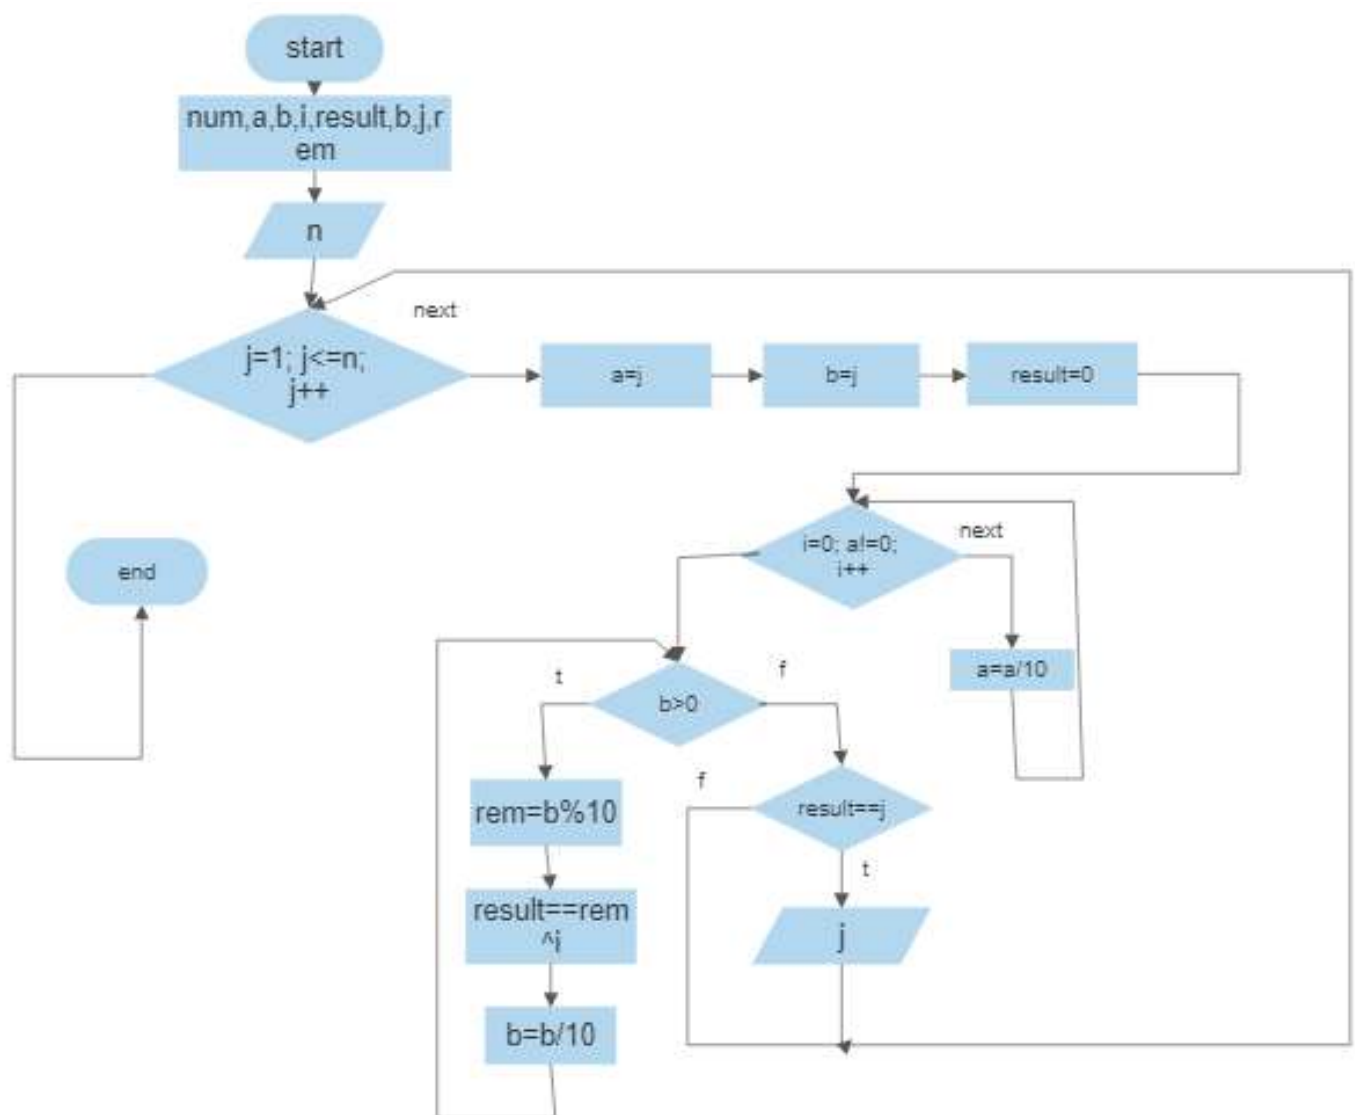 start
num,a,b,i,result,b,j,r
em
n
next
j=1; j<=n;
j++
a=j
b=j
result=0
i=0; a!=0;
i++
next
end
a=a/10
t
f
b>0
rem=b%10
f
result==j
t
result==rem
^i
j
b=b/10